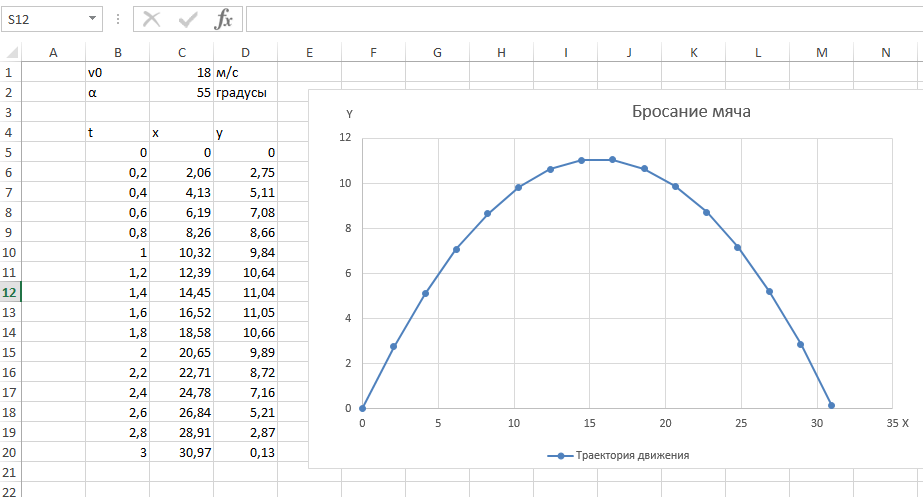 S12
fx
A B C D E F G H I J K L M N
1 v0 18 м/с
2 α 55 градусы
3
4 t x y
5 0 0 0
6 0,2 2,06 2,75
7 0,4 4,13 5,11
8 0,6 6,19 7,08
9 0,8 8,26 8,66
10 1 10,32 9,84
11 1,2 12,39 10,64
12 1,4 14,45 11,04
13 1,6 16,52 11,05
14 1,8 18,58 10,66
15 2 20,65 9,89
16 2,2 22,71 8,72
17 2,4 24,78 7,16
18 2,6 26,84 5,21
19 2,8 28,91 2,87
20 3 30,97 0,13
21
22
Бросание мяча
Y
12
10
8
6
4
2
0
0 5 10 15 20 25 30 35 X
Траектория движения